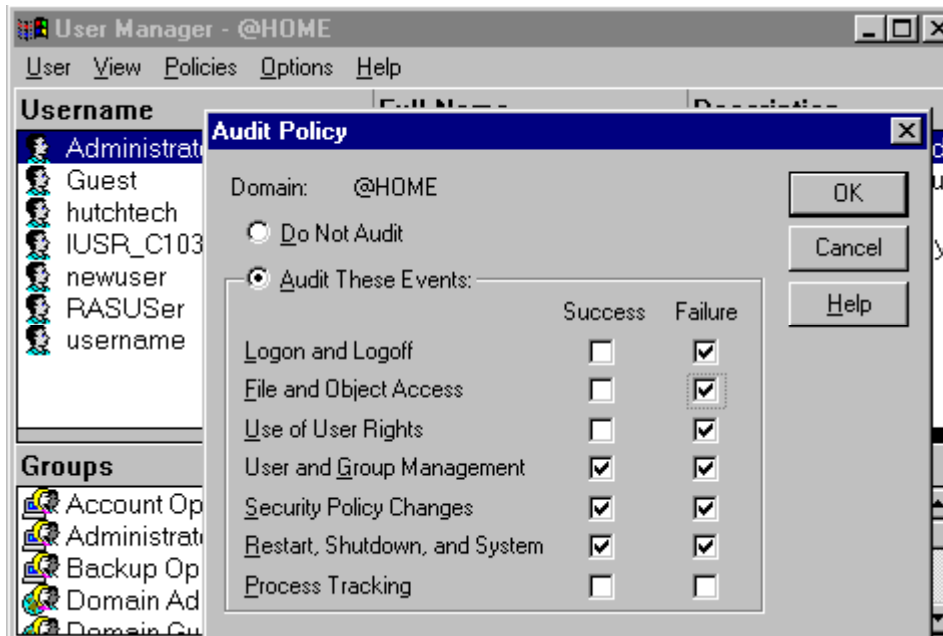 User Manager - @HOME
User View Policies Options Help
Username
Administrat
Guest
hutchtech
IUSR_C103
newuser
RASUSer
username
Groups
Account Op
Administrat
Backup Op
Domain Ad
Audit Policy
Domain: @HOME
Do Not Audit
Audit These Events:
Success Failure
Logon and Logoff
File and Object Access
Use of User Rights
User and Group Management
Security Policy Changes
Restart, Shutdown, and System
Process Tracking
OK
Cancel
Help